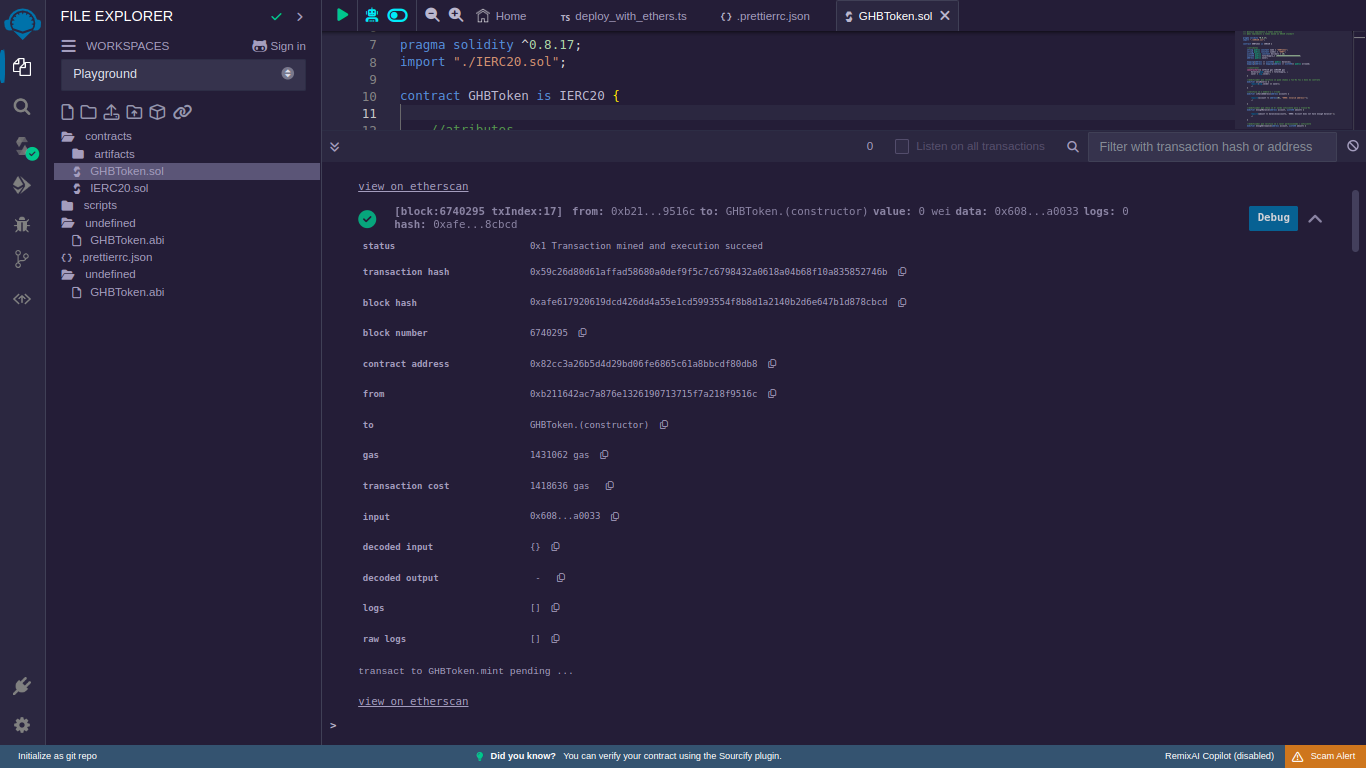 FILE EXPLORER
WORKSPACES
Sign in
Playground
contracts
artifacts
GHBToken.sol
IERC20.sol
scripts
undefined
GHBToken.abi
{} .prettierrc.json
undefined
GHBToken.abi
Home
TS deploy_with_ethers.ts
{} .prettierrc.json
GHBToken.sol
7 pragma solidity ^0.8.17;
8 import "./IERC20.sol";
9
10 contract GHBToken is IERC20 {
11
12 //atributes
0
Listen on all transactions
Filter with transaction hash or address
view on etherscan
[block:6740295 txIndex:17] from: 0xb21...9516c to: GHBToken.(constructor) value: 0 wei data: 0x608...a0033 logs: 0
hash: 0xafe...8cbcd
Debug
status 0x1 Transaction mined and execution succeed
transaction hash 0x59c26d80d61affad58680a0def9f5c7c6798432a0618a04b68f10a835852746b
block hash 0xafe617920619dcd426dd4a55e1cd5993554f8b8d1a2140b2d6e647b1d878cbcd
block number 6740295
contract address 0x82cc3a26b5d4d29bd06fe6865c61a8bbcdf80db8
from 0xb211642ac7a876e1326190713715f7a218f9516c
to GHBToken.(constructor)
gas 1431062 gas
transaction cost 1418636 gas
input 0x608...a0033
decoded input {}
decoded output -
logs []
raw logs []
transact to GHBToken.mint pending ...
view on etherscan
>
Initialize as git repo
Did you know? You can verify your contract using the Sourcify plugin.
RemixAI Copilot (disabled)
Scam Alert